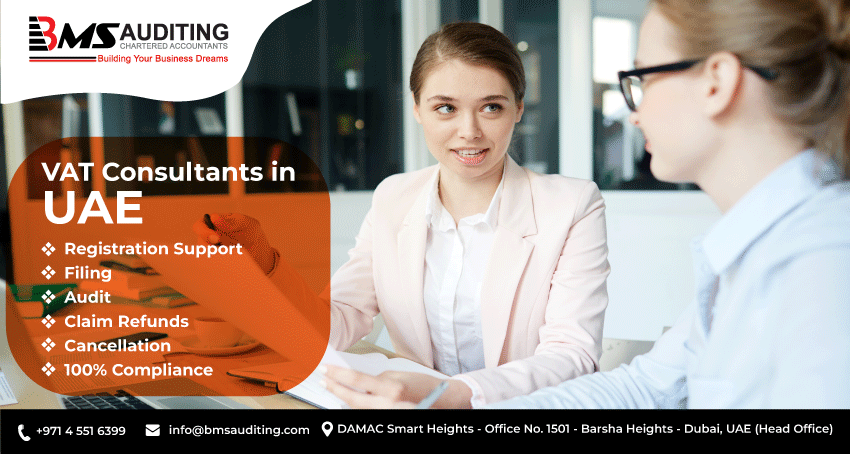 BMS AUDITING
CHARTERED ACCOUNTANTS
Building Your Business Dreams
VAT Consultants in
UAE
Registration Support
Filing
Audit
Claim Refunds
Cancellation
100% Compliance
+971 4 551 6399 info@bmsauditing.com DAMAC Smart Heights - Office No. 1501 - Barsha Heights - Dubai, UAE (Head Office)